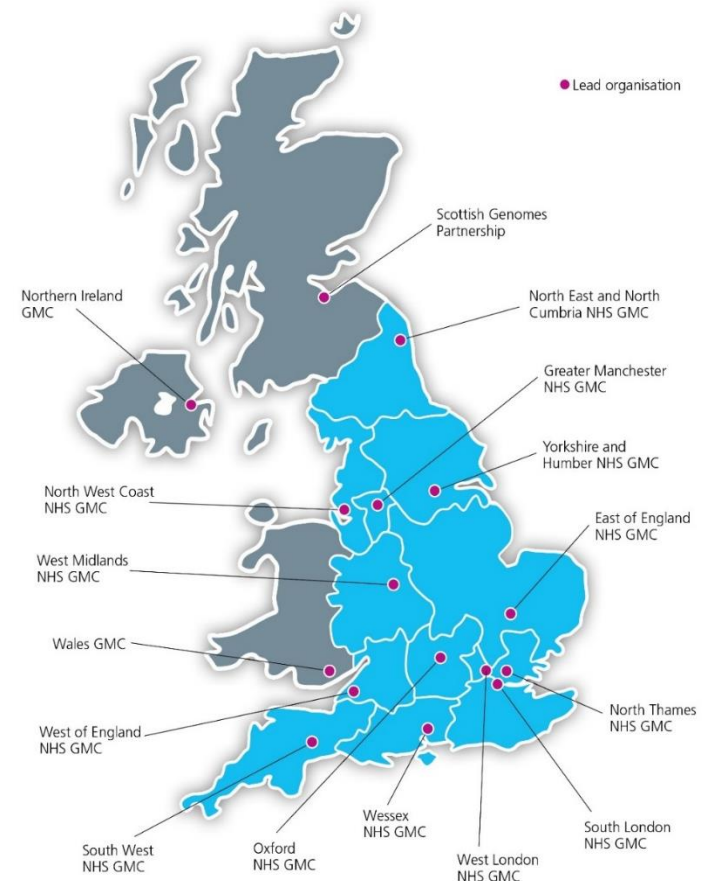 Lead organisation
Scottish Genomes
Partnership
Northern Ireland
GMC
North East and North
Cumbria NHS GMC
Greater Manchester
NHS GMC
Yorkshire and
Humber NHS GMC
North West Coast
NHS GMC
East of England
NHS GMC
West Midlands
NHS GMC
Wales GMC
North Thames
NHS GMC
West of England
NHS GMC
Wessex
NHS GMC
South London
NHS GMC
South West
NHS GMC
Oxford
NHS GMC
West London
NHS GMC